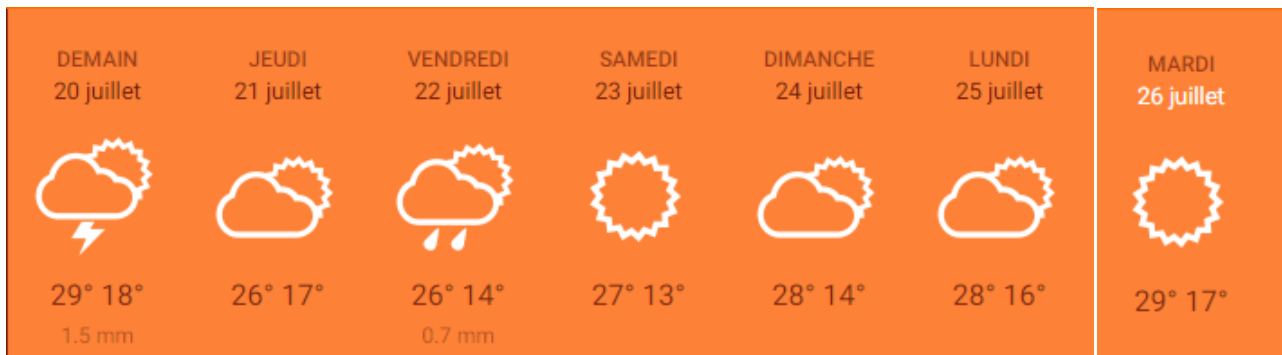 DEMAIN
20 juillet
29° 18°
1.5 mm
JEUDI
21 juillet
26° 17°
VENDREDI
22 juillet
26° 14°
0.7 mm
SAMEDI
23 juillet
27° 13°
DIMANCHE
24 juillet
28° 14°
LUNDI
25 juillet
28° 16°
MARDI
26 juillet
29° 17°